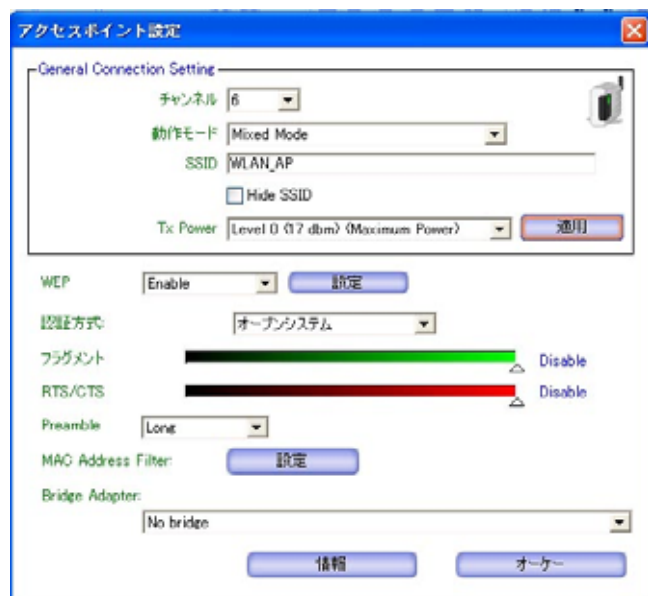 アクセスポイント設定
General Connection Setting
チャンネル 6
動作モード Mixed Mode
SSID WLAN_AP
Hide SSID
Tx Power Level 0 (17 dbm) (Maximum Power) 適用
WEP Enable 設定
認証方式: オープンシステム
フラグメント Disable
RTS/CTS Disable
Preamble Long
MAC Address Filter: 設定
Bridge Adapter:
No bridge
情報 オーケー